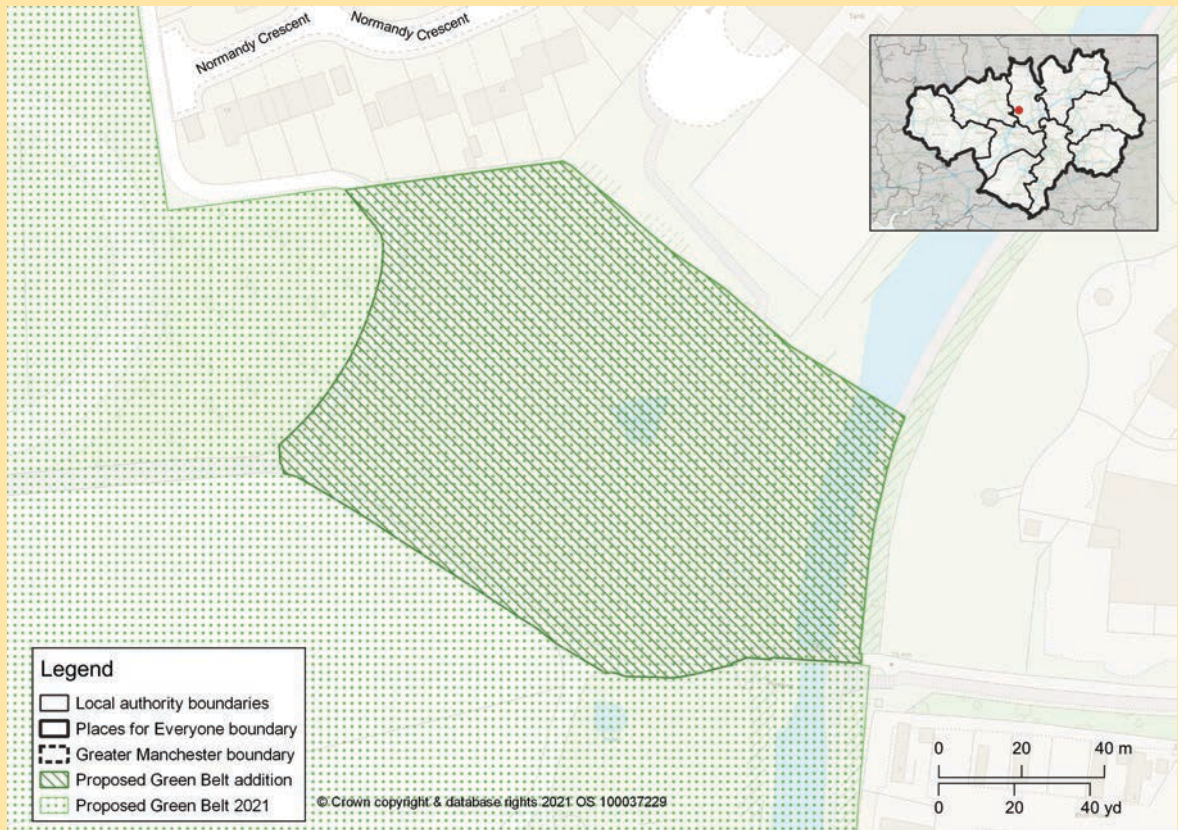 Normandy Crescent
Normandy Crescent
Tank
Legend
Local authority boundaries
Places for Everyone boundary
Greater Manchester boundary
Proposed Green Belt addition
Proposed Green Belt 2021
© Crown copyright & database rights 2021 OS 100037229
0 20 40 m
0 20 40 yd